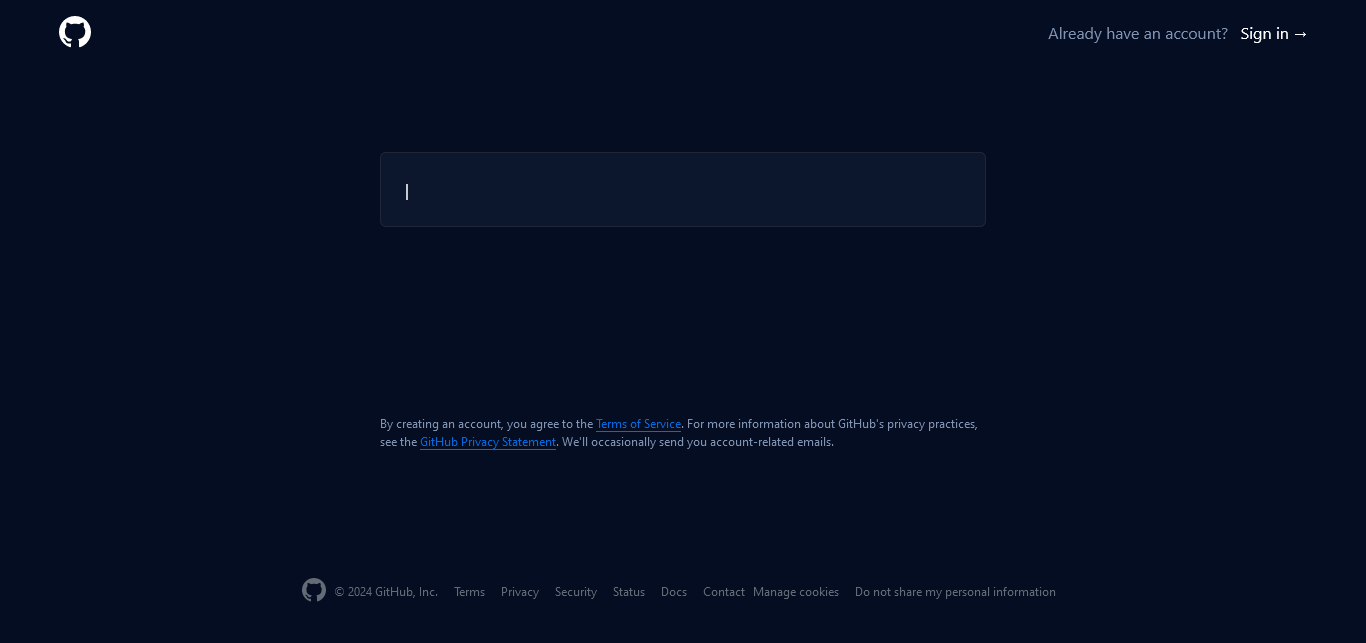 Already have an account? Sign in →
By creating an account, you agree to the Terms of Service. For more information about GitHub's privacy practices,
see the GitHub Privacy Statement. We'll occasionally send you account-related emails.
© 2024 GitHub, Inc. Terms Privacy Security Status Docs Contact Manage cookies Do not share my personal information